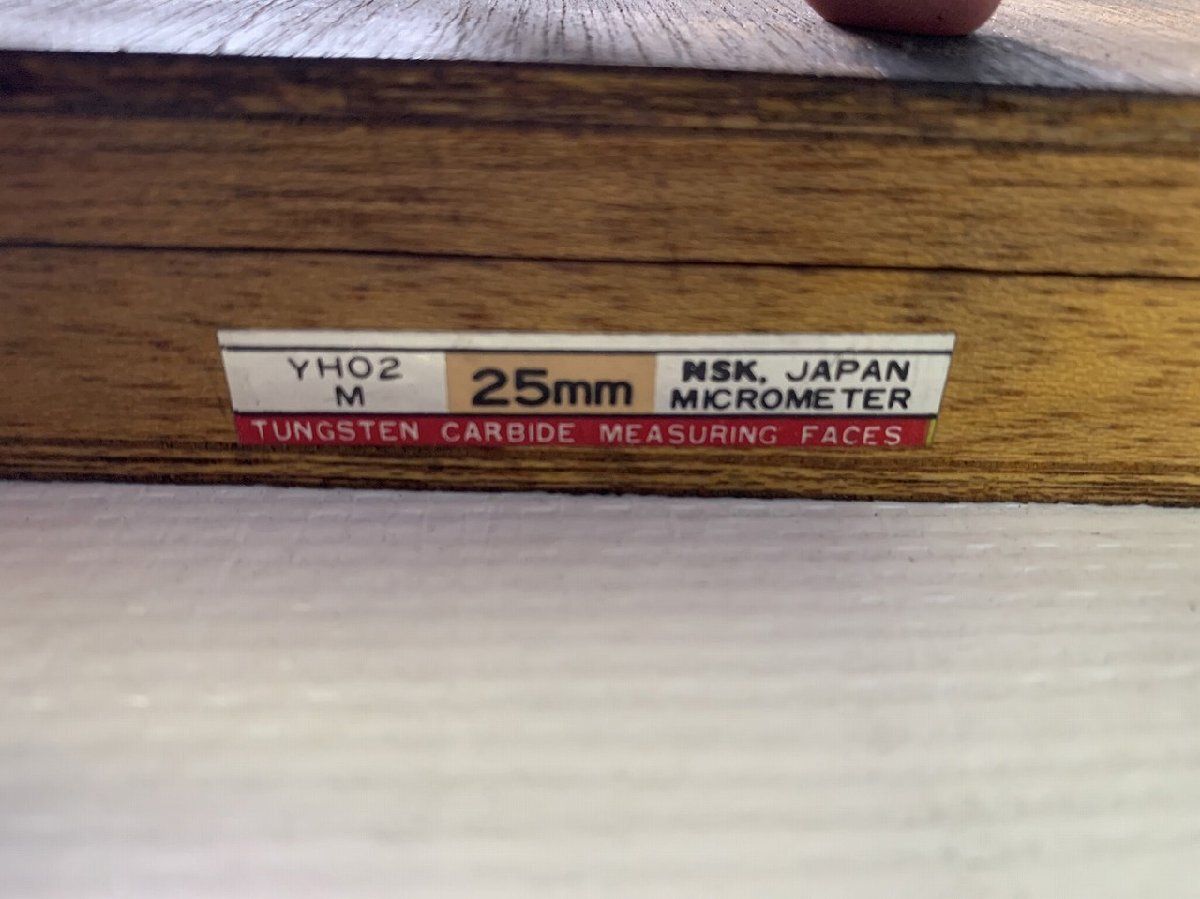 YH02
M
25mm
NSK. JAPAN
MICROMETER
TUNGSTEN CARBIDE MEASURING FACES